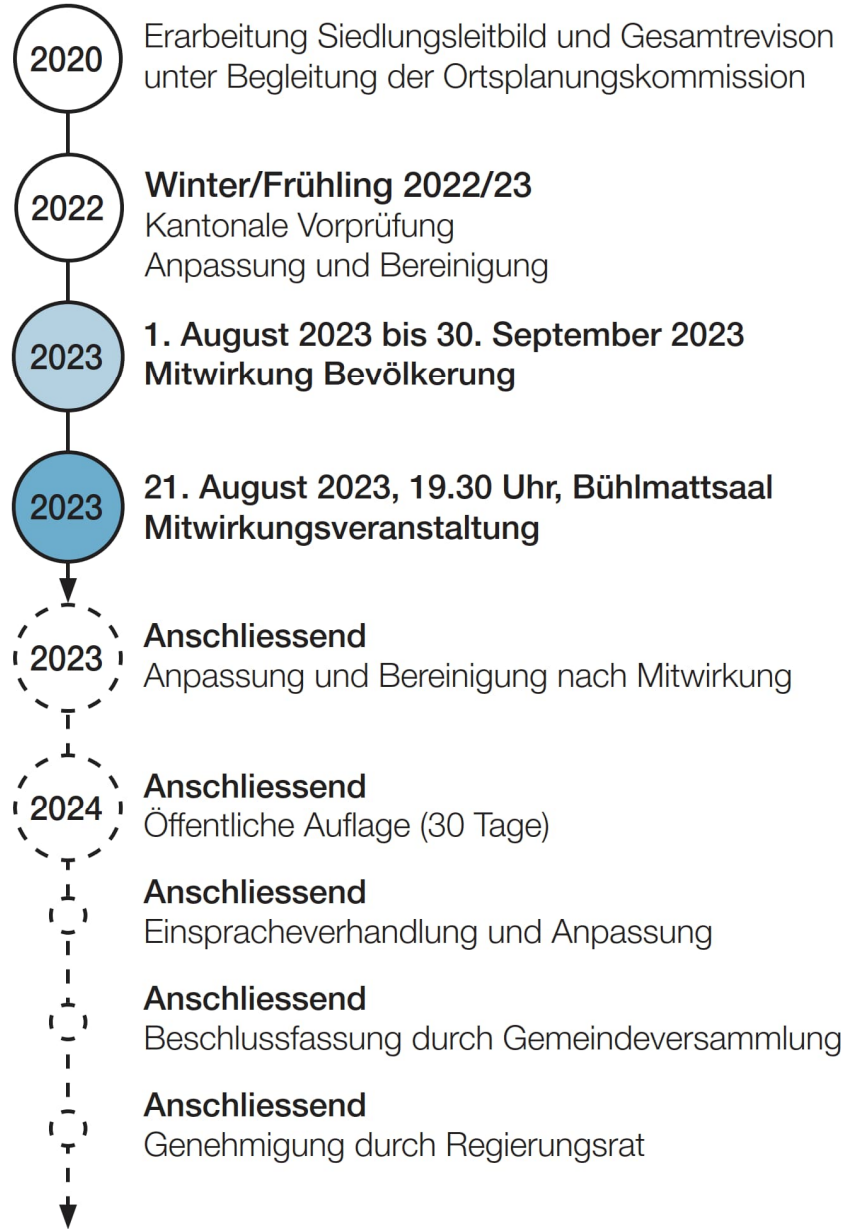 2020
Erarbeitung Siedlungsleitbild und Gesamtrevison
unter Begleitung der Ortsplanungskommission
2022
Winter/Frühling 2022/23
Kantonale Vorprüfung
Anpassung und Bereinigung
2023
1. August 2023 bis 30. September 2023
Mitwirkung Bevölkerung
2023
21. August 2023, 19.30 Uhr, Bühlmattsaal
Mitwirkungsveranstaltung
2023
Anschliessend
Anpassung und Bereinigung nach Mitwirkung
2024
Anschliessend
Öffentliche Auflage (30 Tage)
Anschliessend
Einspracheverhandlung und Anpassung
Anschliessend
Beschlussfassung durch Gemeindeversammlung
Anschliessend
Genehmigung durch Regierungsrat